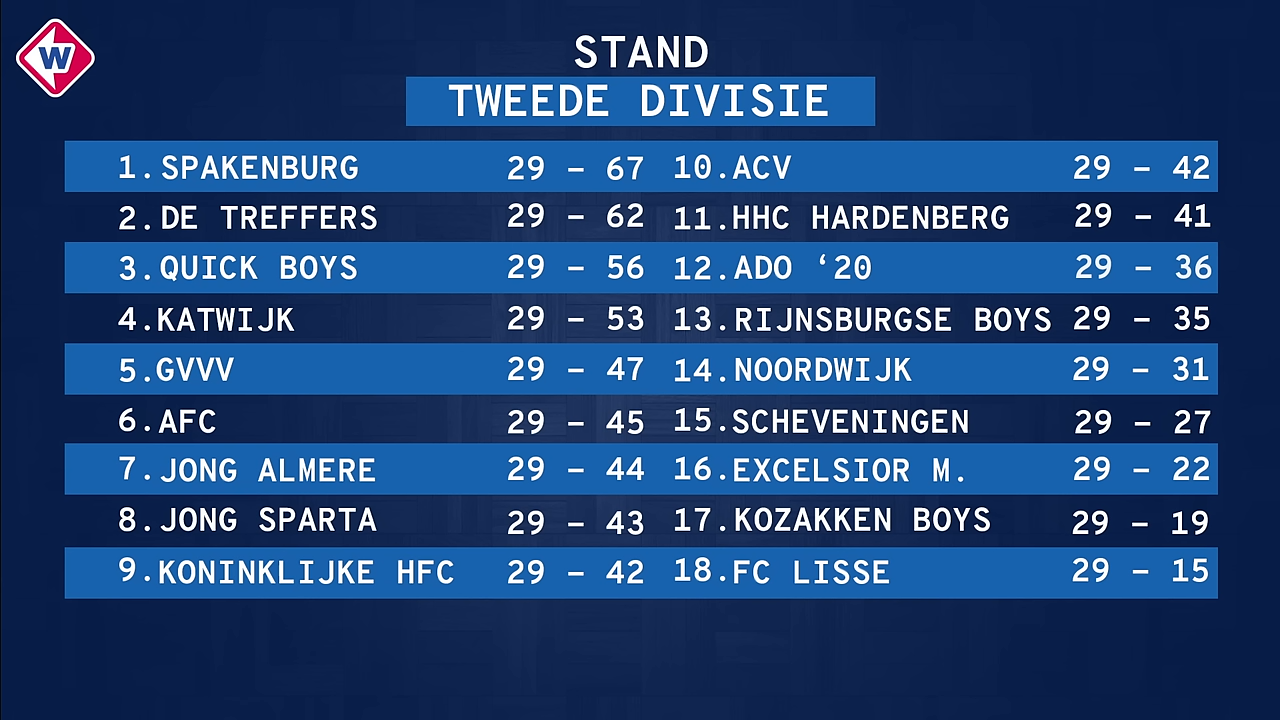 W
STAND
TWEEDE DIVISIE
1. SPAKENBURG 29 – 67
2. DE TREFFERS 29 – 62
3. QUICK BOYS 29 – 56
4. KATWIJK 29 – 53
5. GVVV 29 – 47
6. AFC 29 – 45
7. JONG ALMERE 29 – 44
8. JONG SPARTA 29 – 43
9. KONINKLIJKE HFC 29 – 42
10. ACV 29 – 42
11. HHC HARDENBERG 29 – 41
12. ADO ‘20 29 – 36
13. RIJNSBURGSE BOYS 29 – 35
14. NOORDWIJK 29 – 31
15. SCHEVENINGEN 29 – 27
16. EXCELSIOR M. 29 – 22
17. KOZAKKEN BOYS 29 – 19
18. FC LISSE 29 – 15